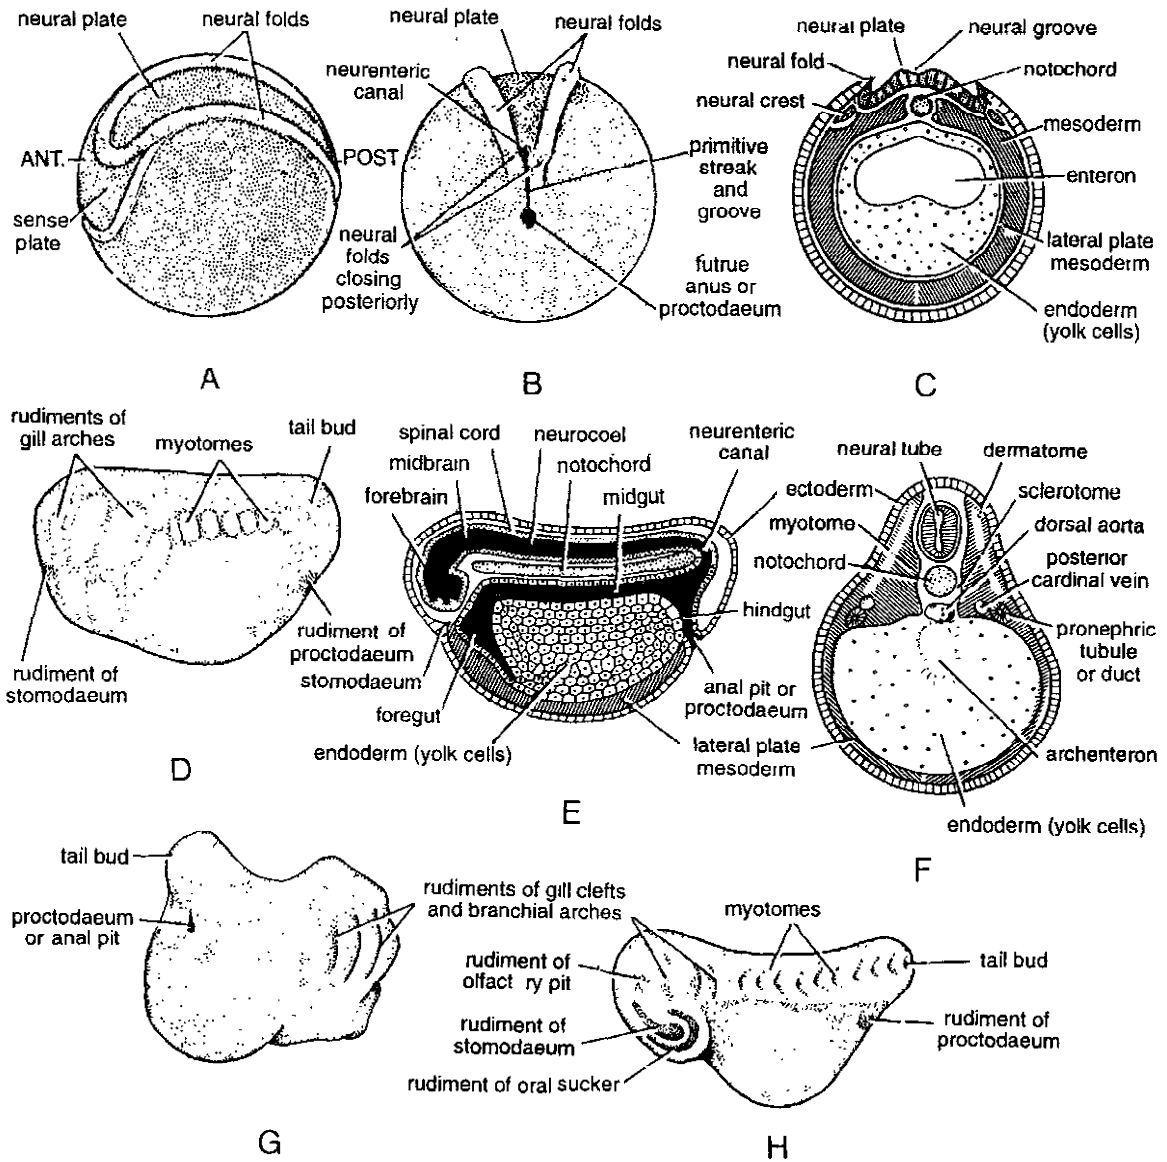 neural plate
neural folds
ANT.
POST
sense
plate
A
neural plate
neural folds
neurenteric
canal
primitive
streak
and
groove
neural
folds
closing
posteriorly
futrue
anus or
proctodaeum
B
neural plate
neural groove
neural fold
notochord
neural crest
mesoderm
enteron
lateral plate
mesoderm
endoderm
(yolk cells)
C
rudiments of
gill arches
myotomes
tail bud
rudiment of
proctodaeum
rudiment of
stomodaeum
D
spinal cord
neurocoel
neurenteric
canal
midbrain
notochord
forebrain
midgut
hindgut
stomodaeum
foregut
anal pit or
proctodaeum
endoderm (yolk cells)
lateral plate
mesoderm
E
neural tube
dermatome
ectoderm
sclerotome
myotome
dorsal aorta
notochord
posterior
cardinal vein
pronephric
tubule
or duct
archenteron
endoderm (yolk cells)
F
tail bud
proctodaeum
or anal pit
rudiments of gill clefts
and branchial arches
G
myotomes
rudiment of
olfact ry pit
tail bud
rudiment of
stomodaeum
rudiment of
proctodaeum
rudiment of oral sucker
H